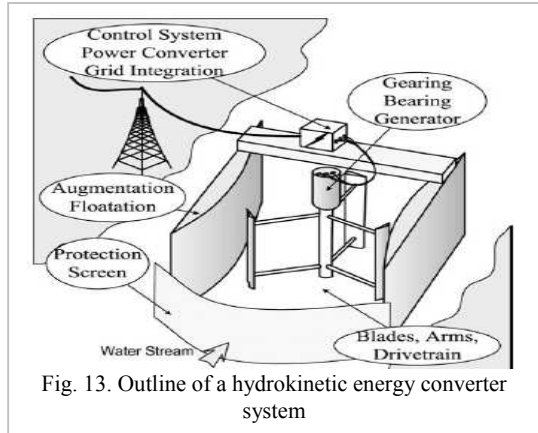 Control System
Power Converter
Grid Integration
Gearing
Bearing
Generator
Augmentation
Floatation
Protection
Screen
Water Stream
Blades, Arms,
Drivetrain
Fig. 13. Outline of a hydrokinetic energy converter
system